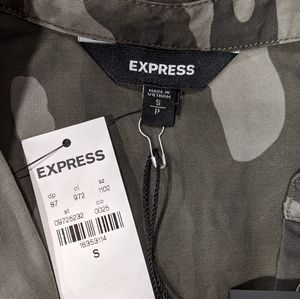 EXPRESS
MADE IN
VIETNAM
S
P
EXPRESS
dp cl sz
87 972 1102
st co
09725232 0025
16353114
S